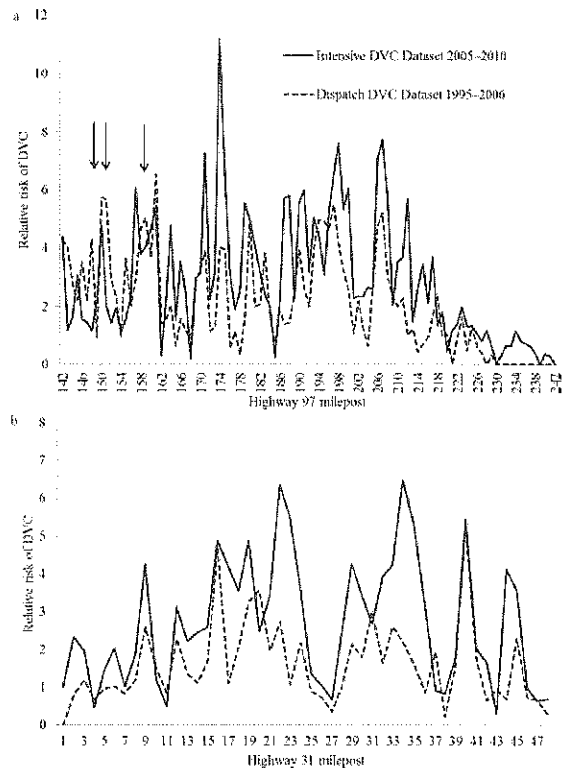 a
12
10
8
6
4
2
0
Relative risk of DVC
Intensive DVC Dataset 2005-2010
Dispatch DVC Dataset 1995-2006
142 146 150 154 158 162 166 170 174 178 182 186 190 194 198 202 206 210 214 218 222 226 230 234 238 242
Highway 97 milepost
b
8
7
6
5
4
3
2
1
0
Relative risk of DVC
1 3 5 7 9 11 13 15 17 19 21 23 25 27 29 31 33 35 37 39 41 43 45 47
Highway 31 milepost